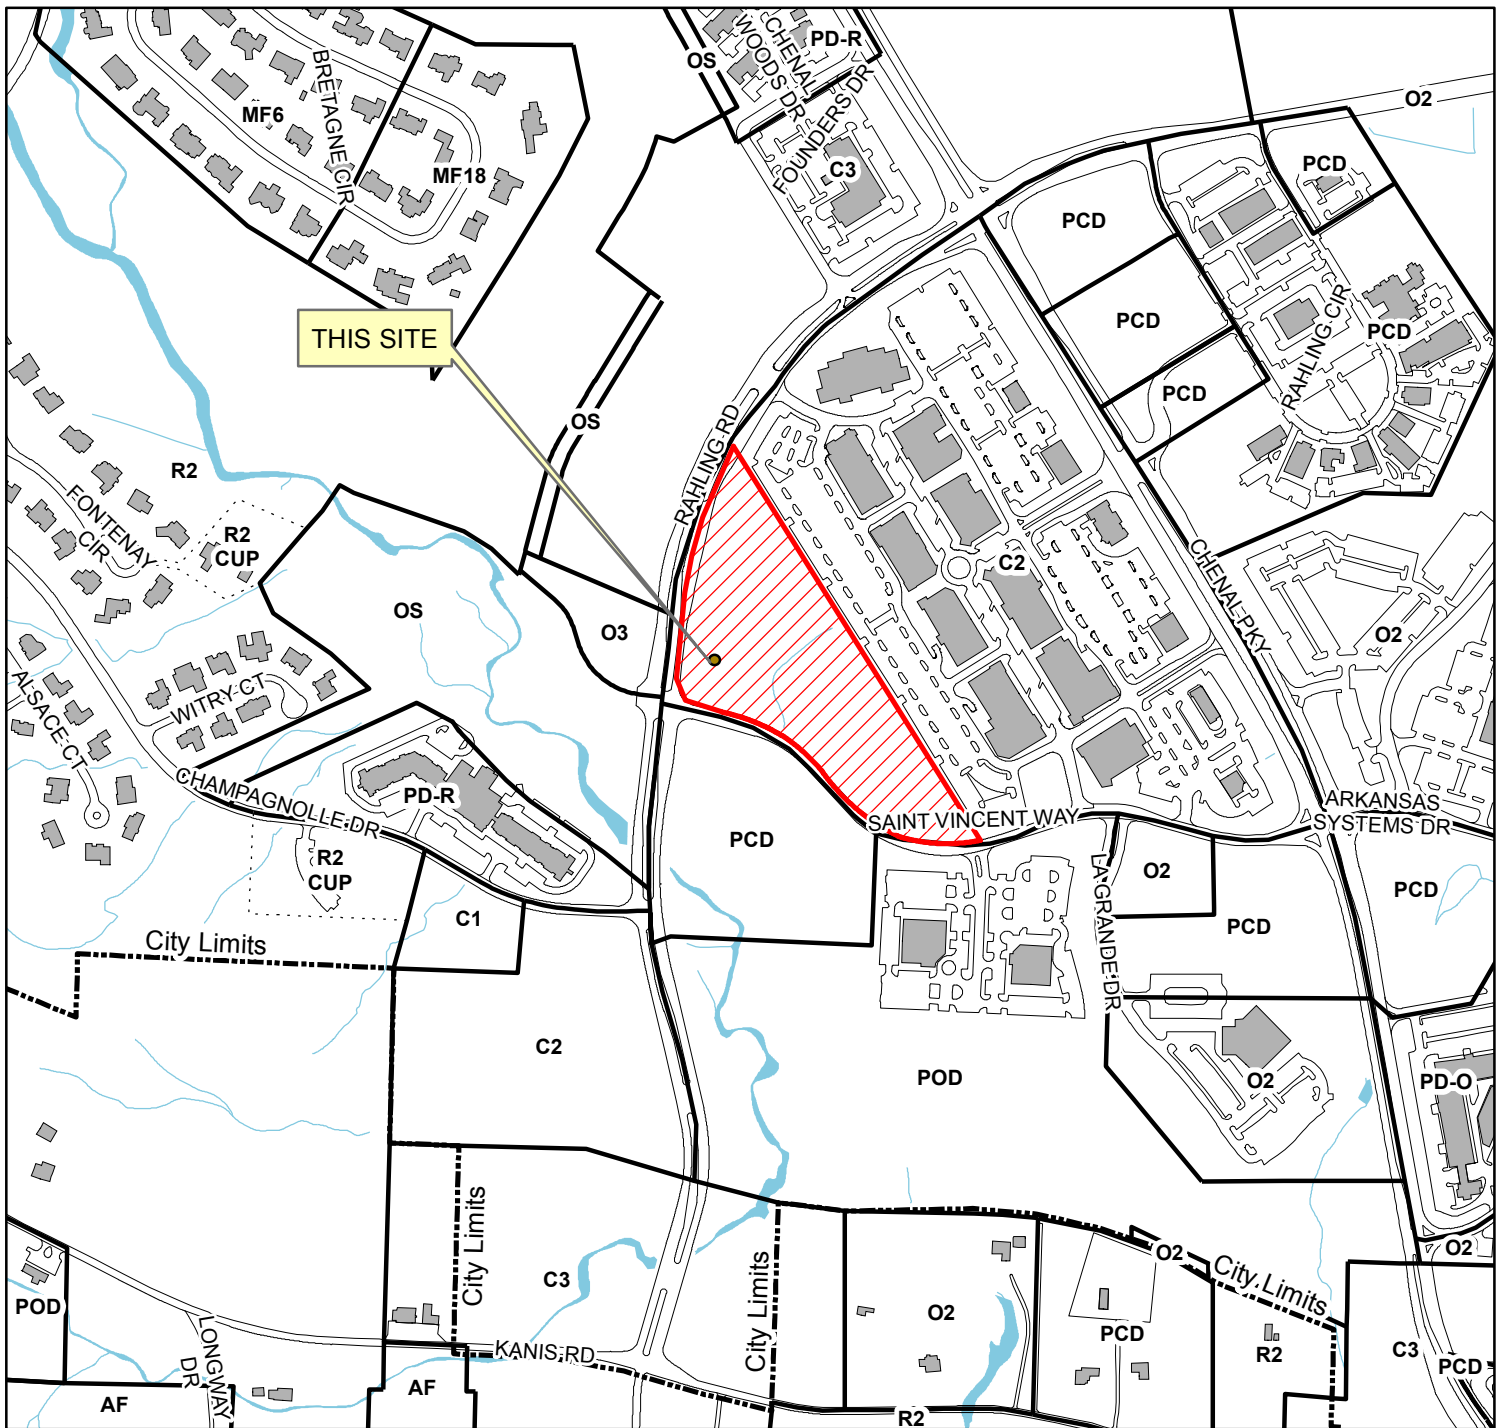 OS
CHENAL
WOODS DR
PD-R
FOUNDERS DR
O2
BRETAGNE CIR
MF6
MF18
C3
PCD
PCD
PCD
PCD
RAHLING CIR
PCD
THIS SITE
OS
PCD
RAHLING RD
R2
FONTENAY
CIR
R2
CUP
OS
O3
C2
CHENAL PKY
O2
ALSACE CT
WITRY CT
CHAMPAGNOLLE DR
PD-R
PCD
SAINT VINCENT WAY
ARKANSAS
SYSTEMS DR
R2
CUP
C1
LA GRANDE DR
O2
PCD
PCD
City Limits
C2
POD
O2
PD-O
City Limits
C3
City Limits
O2
O2
City Limits
O2
POD
LONGWAY
DR
KANIS RD
PCD
R2
C3
PCD
AF
AF
R2